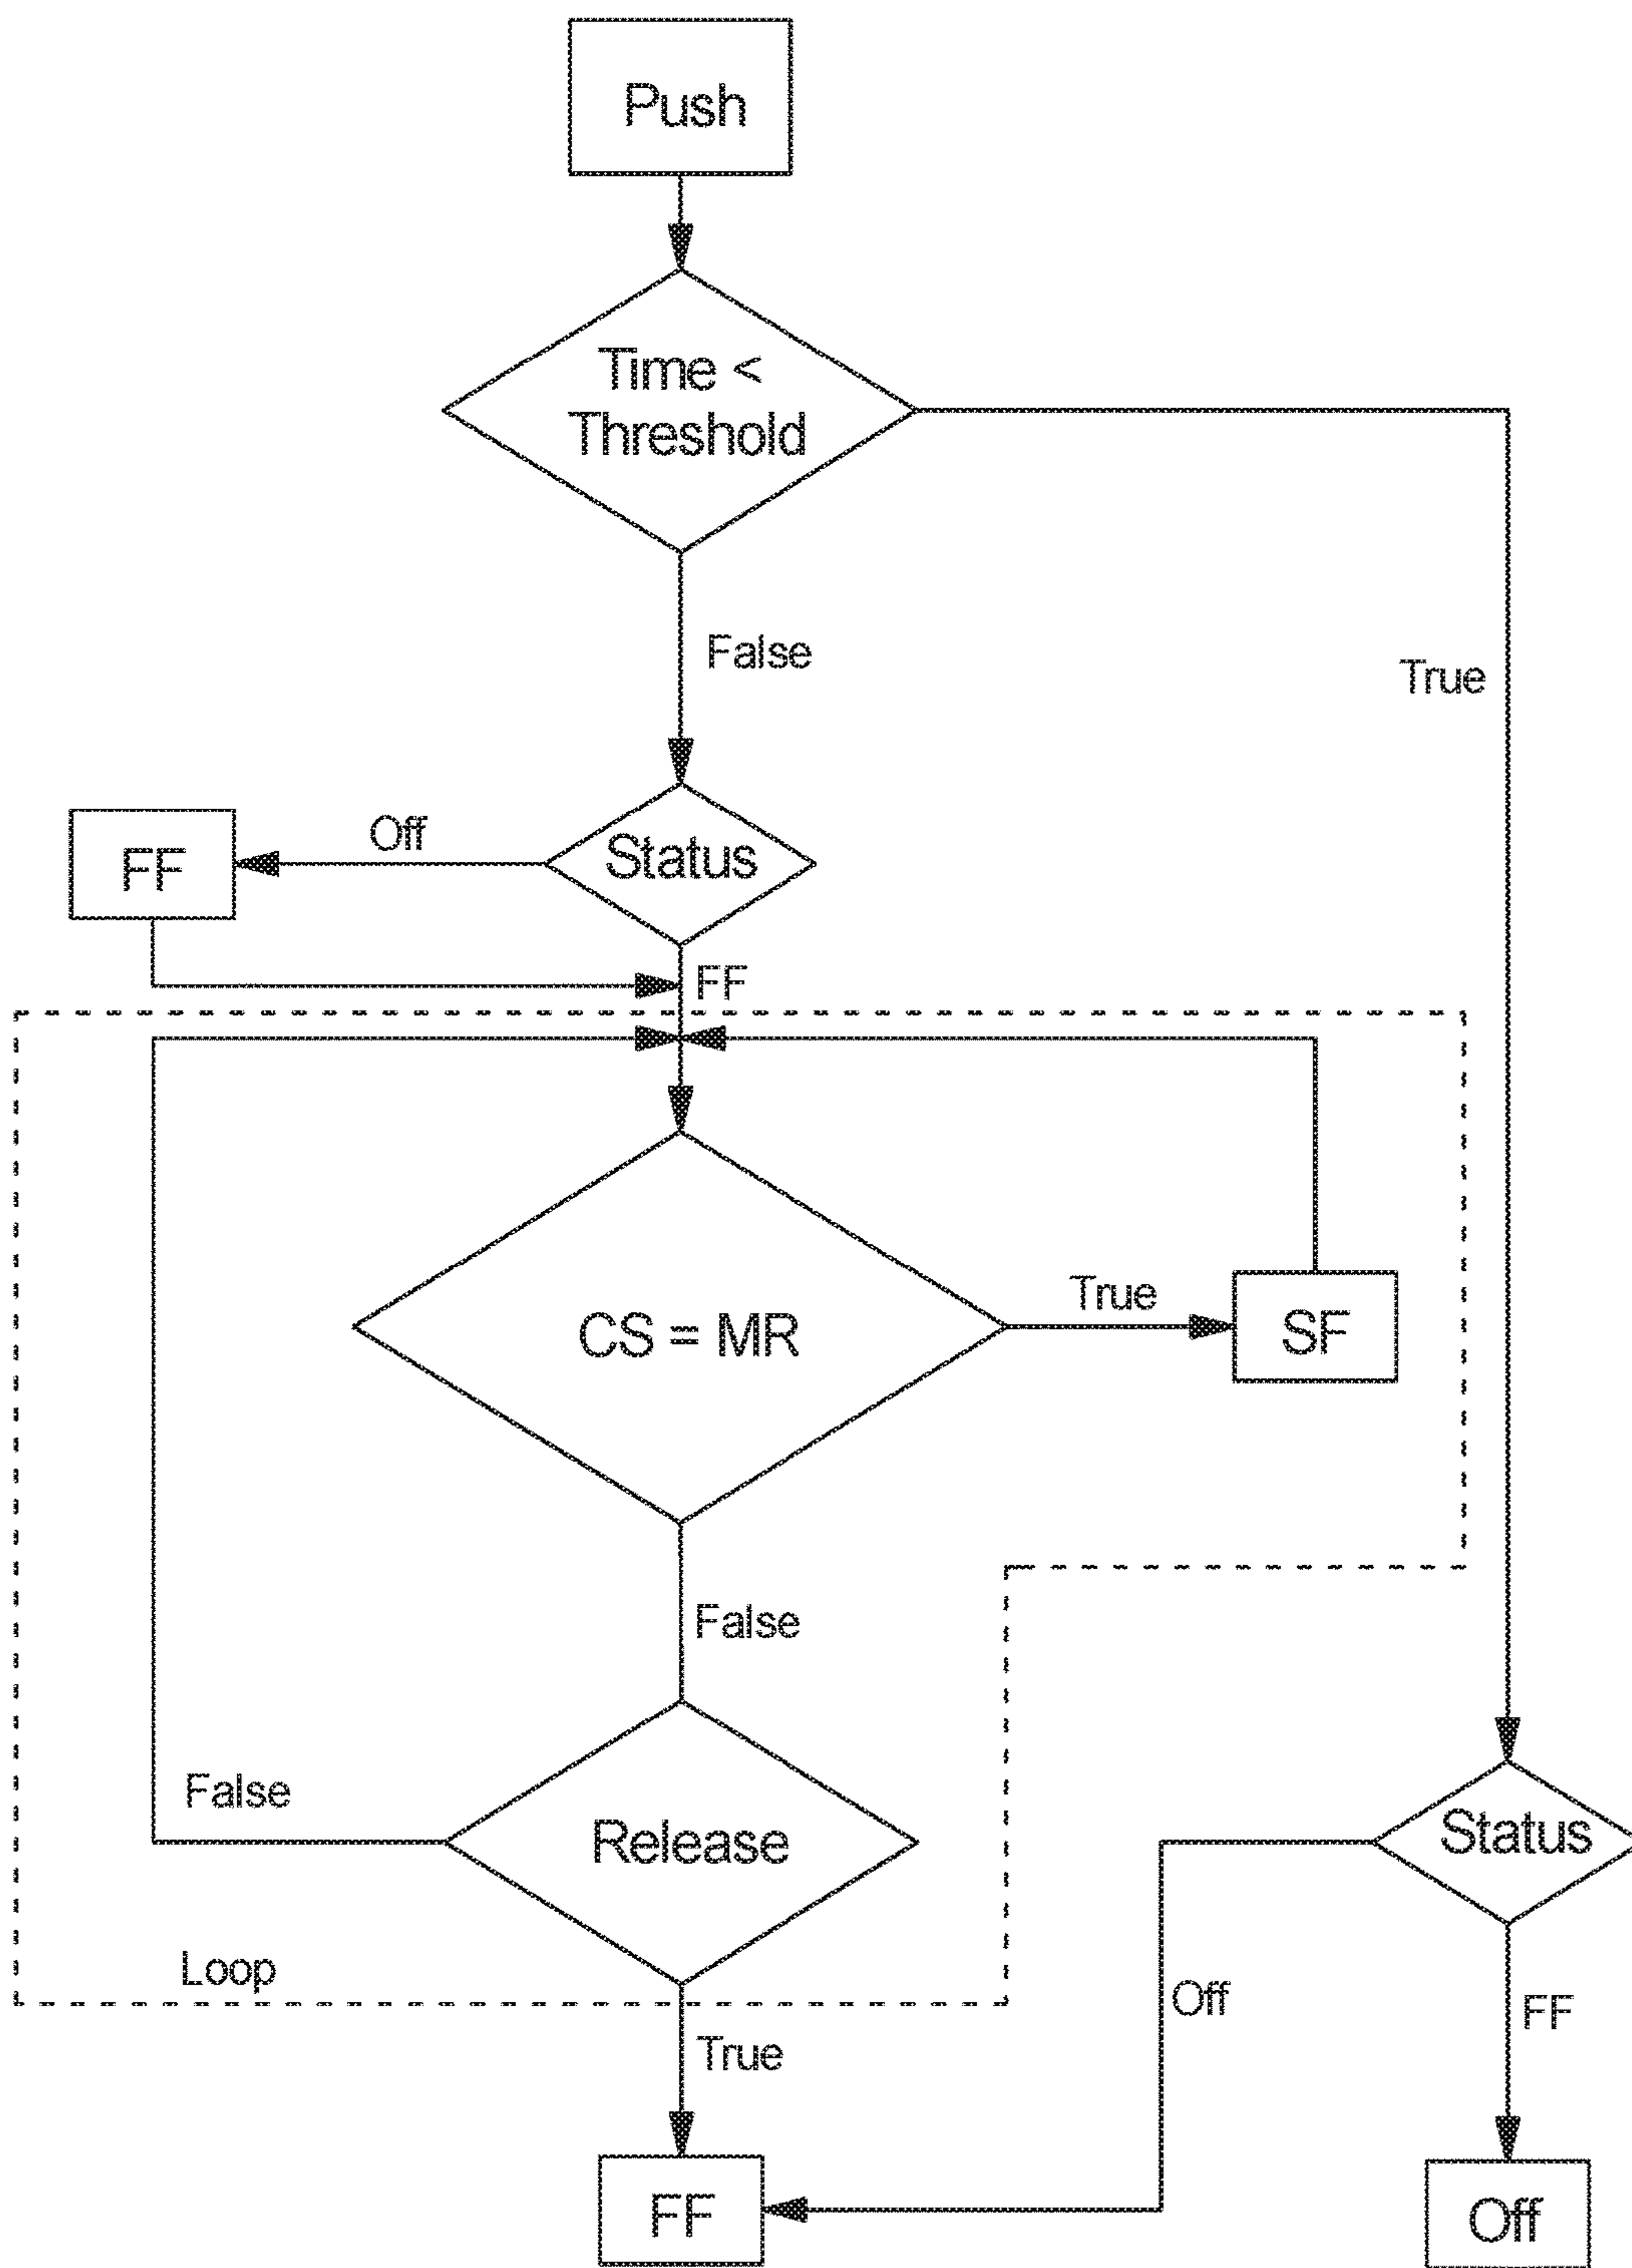 Push
Time <
Threshold
False
True
Off
FF
Status
FF
CS = MR
True
SF
False
False
Release
Status
Loop
Off
FF
True
FF
Off